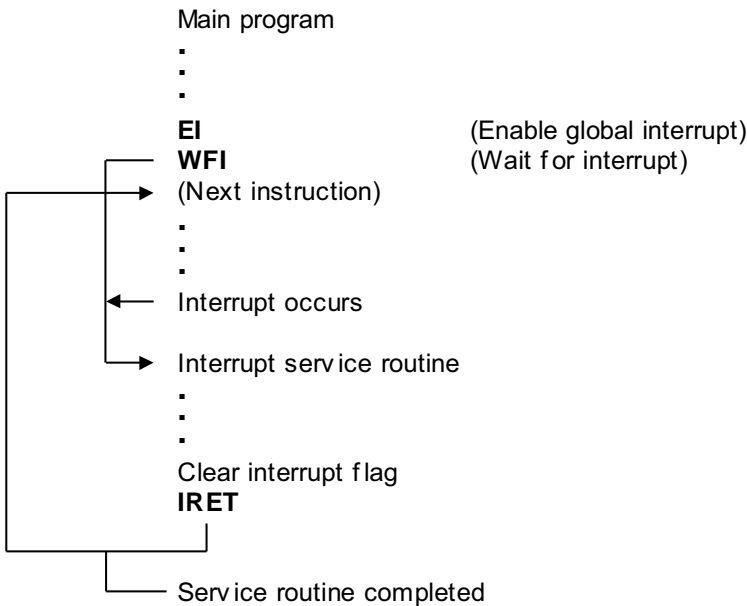 Main program
EI (Enable global interrupt)
WFI (Wait for interrupt)
(Next instruction)
Interrupt occurs
Interrupt service routine
Clear interrupt flag
IRET
Service routine completed